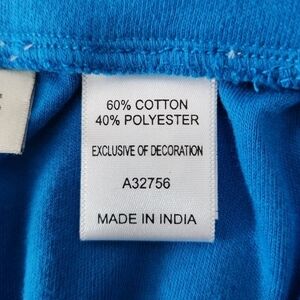 60% COTTON
40% POLYESTER
EXCLUSIVE OF DECORATION
A32756
MADE IN INDIA